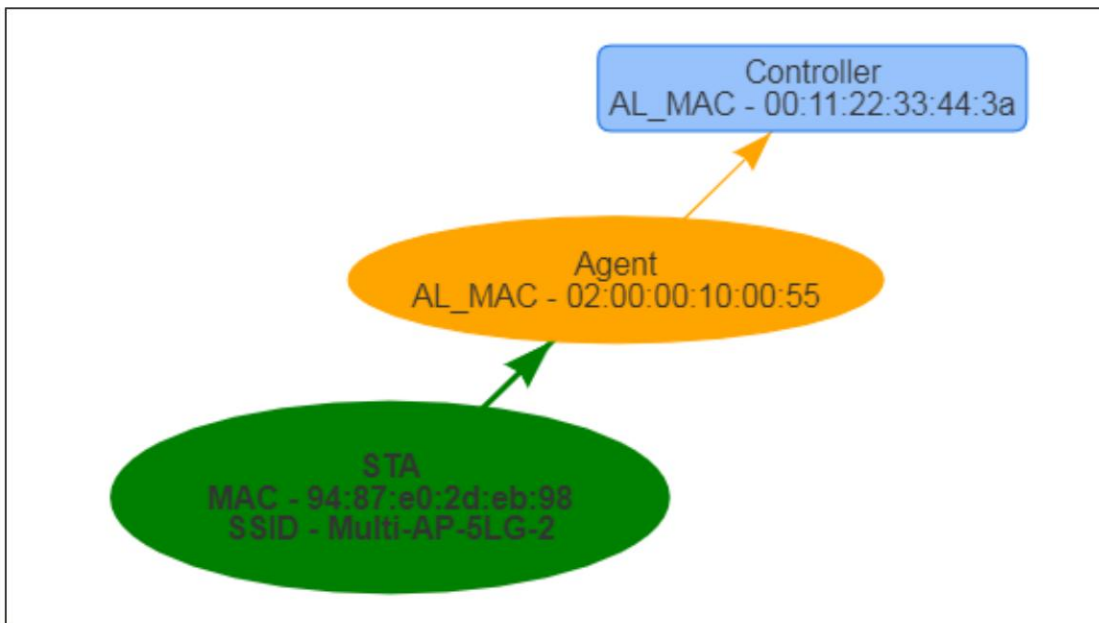 Controller
AL_MAC - 00:11:22:33:44:3a
Agent
AL_MAC - 02:00:00:10:00:55
STA
MAC - 94:87:e0:2d:eb:98
SSID - Multi-AP-5LG-2